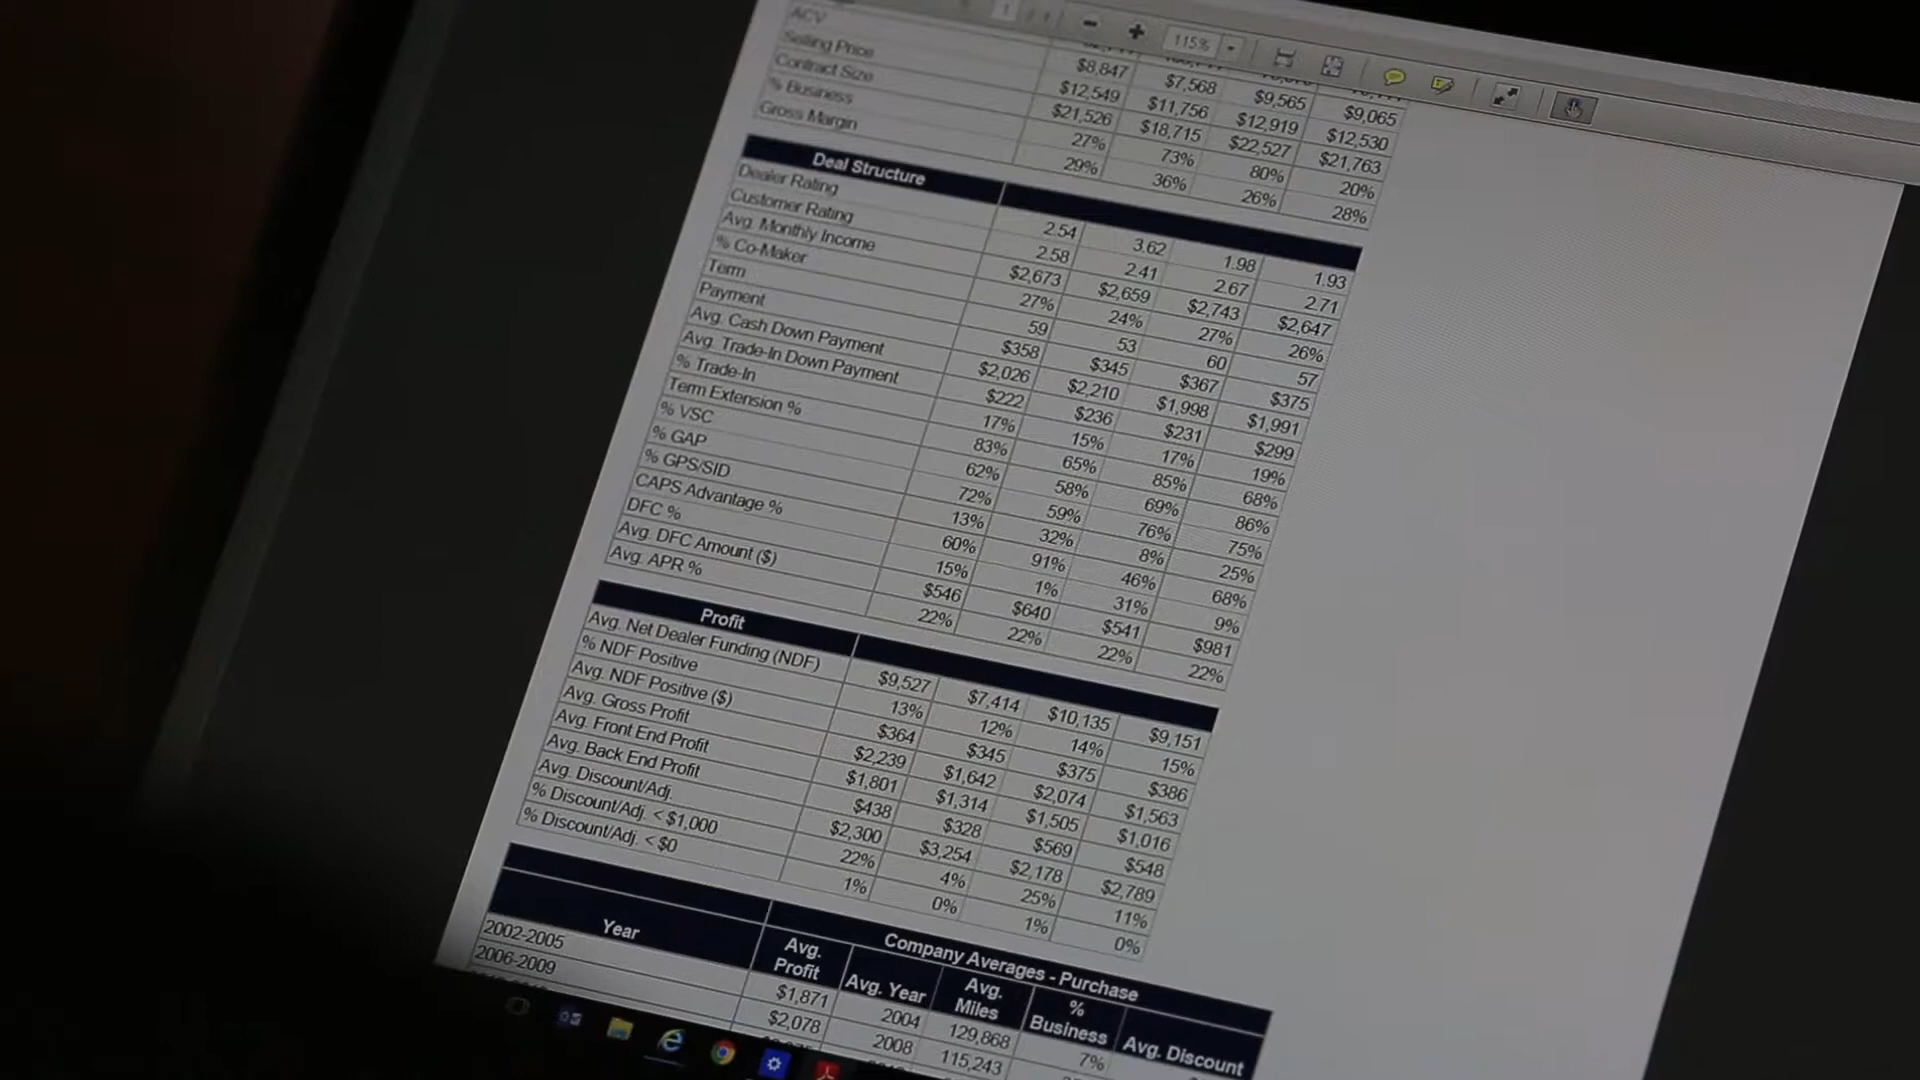 115%
ACV $8,847 $7,568 $9,565 $9,065
Selling Price $12,549 $11,756 $12,919 $12,530
Contract Size $21,526 $18,715 $22,527 $21,763
% Business 27% 73% 80% 20%
Gross Margin 29% 36% 26% 28%
Deal Structure
Dealer Rating 2.54 3.62 1.98 1.93
Customer Rating 2.58 2.41 2.67 2.71
Avg. Monthly Income $2,673 $2,659 $2,743 $2,647
% Co-Maker 27% 24% 27% 26%
Term 59 53 60 57
Payment $358 $345 $367 $375
Avg. Cash Down Payment $2,026 $2,210 $1,998 $1,991
Avg. Trade-In Down Payment $222 $236 $231 $299
% Trade-In 17% 15% 17% 19%
Term Extension % 83% 65% 85% 68%
% VSC 62% 58% 69% 86%
% GAP 72% 59% 76% 75%
% GPS/SID 13% 32% 8% 25%
CAPS Advantage % 60% 91% 46% 68%
DFC % 15% 1% 31% 9%
Avg. DFC Amount ($) $546 $640 $541 $981
Avg. APR % 22% 22% 22% 22%
Profit
Avg. Net Dealer Funding (NDF) $9,527 $7,414 $10,135 $9,151
% NDF Positive 13% 12% 14% 15%
Avg. NDF Positive ($) $364 $345 $375 $386
Avg. Gross Profit $2,239 $1,642 $2,074 $1,563
Avg. Front End Profit $1,801 $1,314 $1,505 $1,016
Avg. Back End Profit $438 $328 $569 $548
Avg. Discount/Adj. $2,300 $3,254 $2,178 $2,789
% Discount/Adj. < $1,000 22% 4% 25% 11%
% Discount/Adj. < $0 1% 0% 1% 0%
Company Averages - Purchase
Year Avg. Profit Avg. Year Avg. Miles % Business Avg. Discount
2002-2005 $1,871 2004 129,868 7%
2006-2009 $2,078 2008 115,243